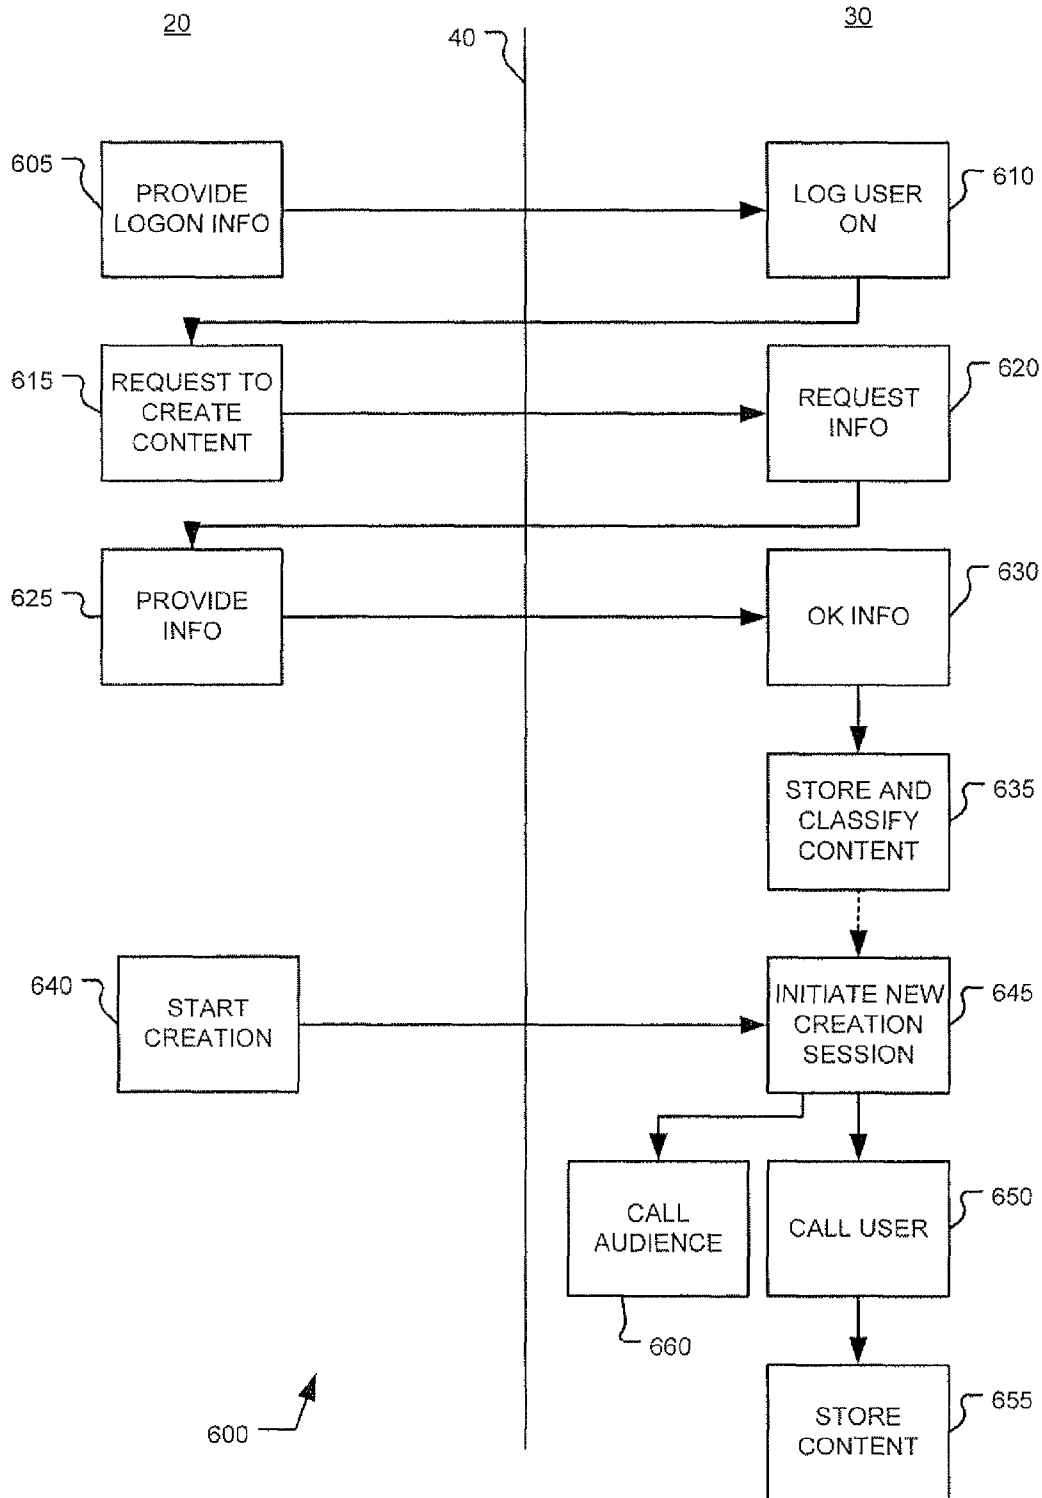 20
30
40
605
PROVIDE
LOGON INFO
LOG USER
ON
610
615
REQUEST TO
CREATE
CONTENT
REQUEST
INFO
620
625
PROVIDE
INFO
OK INFO
630
STORE AND
CLASSIFY
CONTENT
635
640
START
CREATION
INITIATE NEW
CREATION
SESSION
645
CALL
AUDIENCE
660
CALL USER
650
STORE
CONTENT
655
600